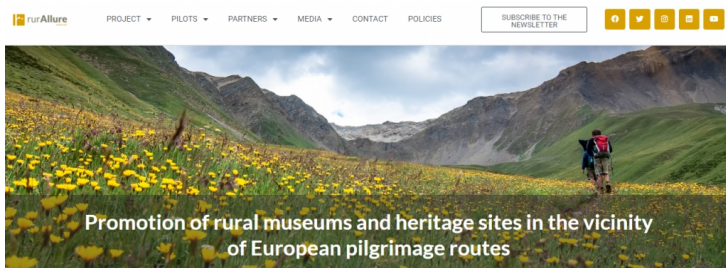 rurAllure
PROJECT
PILOTS
PARTNERS
MEDIA
CONTACT
POLICIES
SUBSCRIBE TO THE
NEWSLETTER
Promotion of rural museums and heritage sites in the vicinity
of European pilgrimage routes